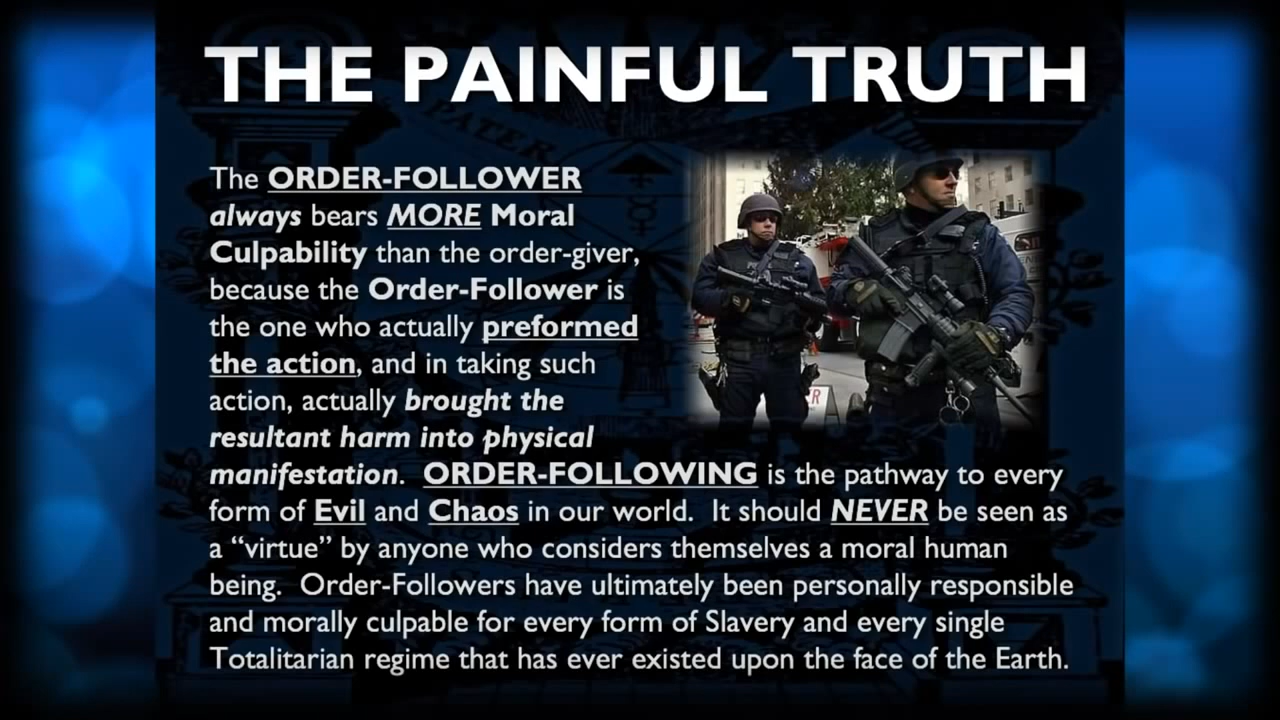 THE PAINFUL TRUTH
The ORDER-FOLLOWER
always bears MORE Moral
Culpability than the order-giver,
because the Order-Follower is
the one who actually preformed
the action, and in taking such
action, actually brought the
resultant harm into physical
manifestation. ORDER-FOLLOWING is the pathway to every
form of Evil and Chaos in our world. It should NEVER be seen as
a “virtue” by anyone who considers themselves a moral human
being. Order-Followers have ultimately been personally responsible
and morally culpable for every form of Slavery and every single
Totalitarian regime that has ever existed upon the face of the Earth.